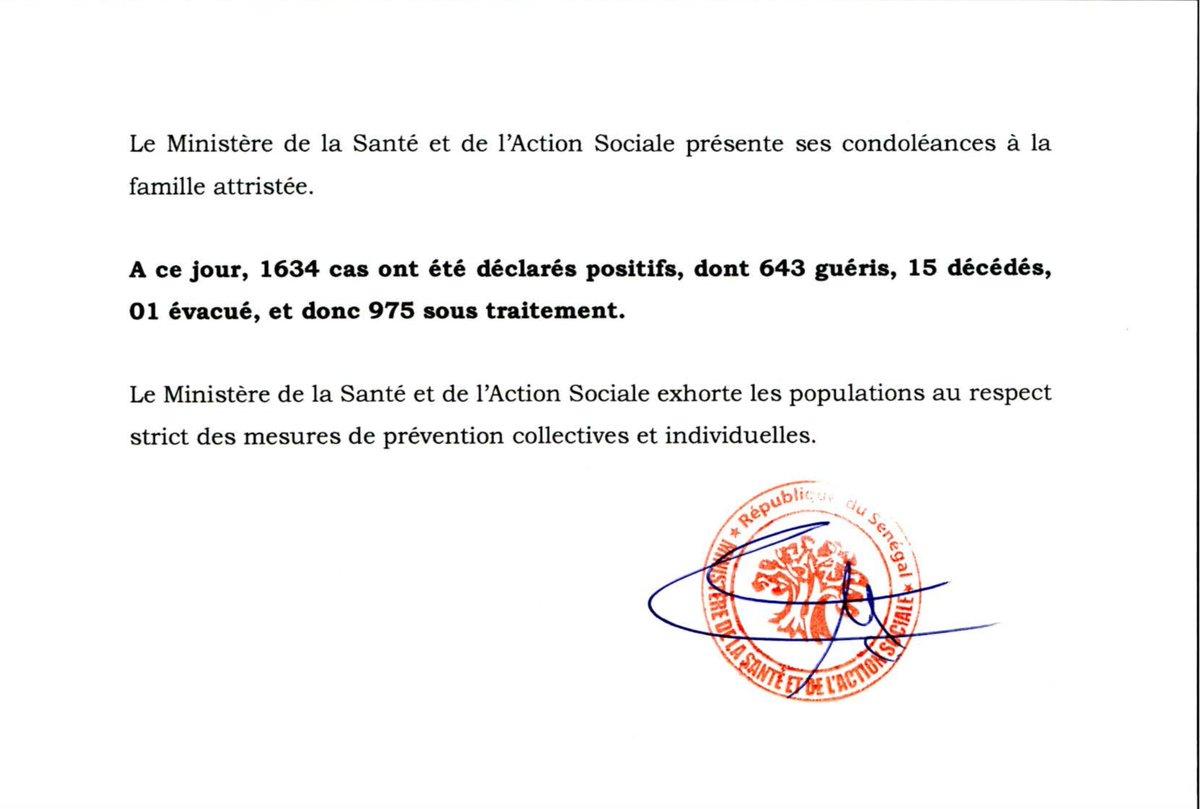 Le Ministère de la Santé et de l'Action Sociale présente ses condoléances à la
famille attristée.
A ce jour, 1634 cas ont été déclarés positifs, dont 643 guéris, 15 décédés,
01 évacué, et donc 975 sous traitement.
Le Ministère de la Santé et de l'Action Sociale exhorte les populations au respect
strict des mesures de prévention collectives et individuelles.
République du Sénégal
MINISTÈRE DE LA SANTÉ ET DE L'ACTION SOCIALE